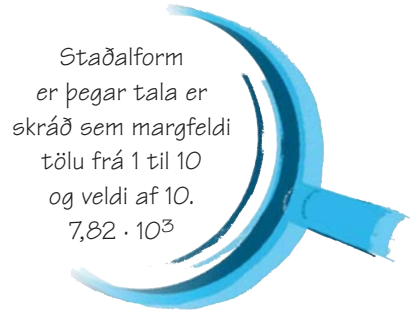 Staðalform
er þegar tala er
skráð sem margfeldi
tölu frá 1 til 10
og veldi af 10.
7,82 · 10³